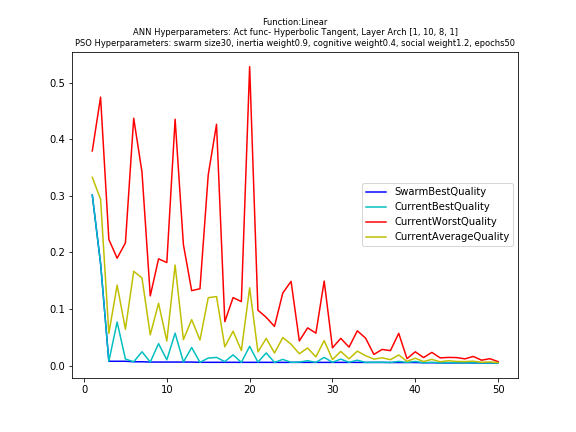 Function:Linear
ANN Hyperparameters: Act func- Hyperbolic Tangent, Layer Arch [1, 10, 8, 1]
PSO Hyperparameters: swarm size30, inertia weight0.9, cognitive weight0.4, social weight1.2, epochs50
0.5
0.4
0.3
0.2
0.1
0.0
SwarmBestQuality
CurrentBestQuality
CurrentWorstQuality
CurrentAverageQuality
0 10 20 30 40 50